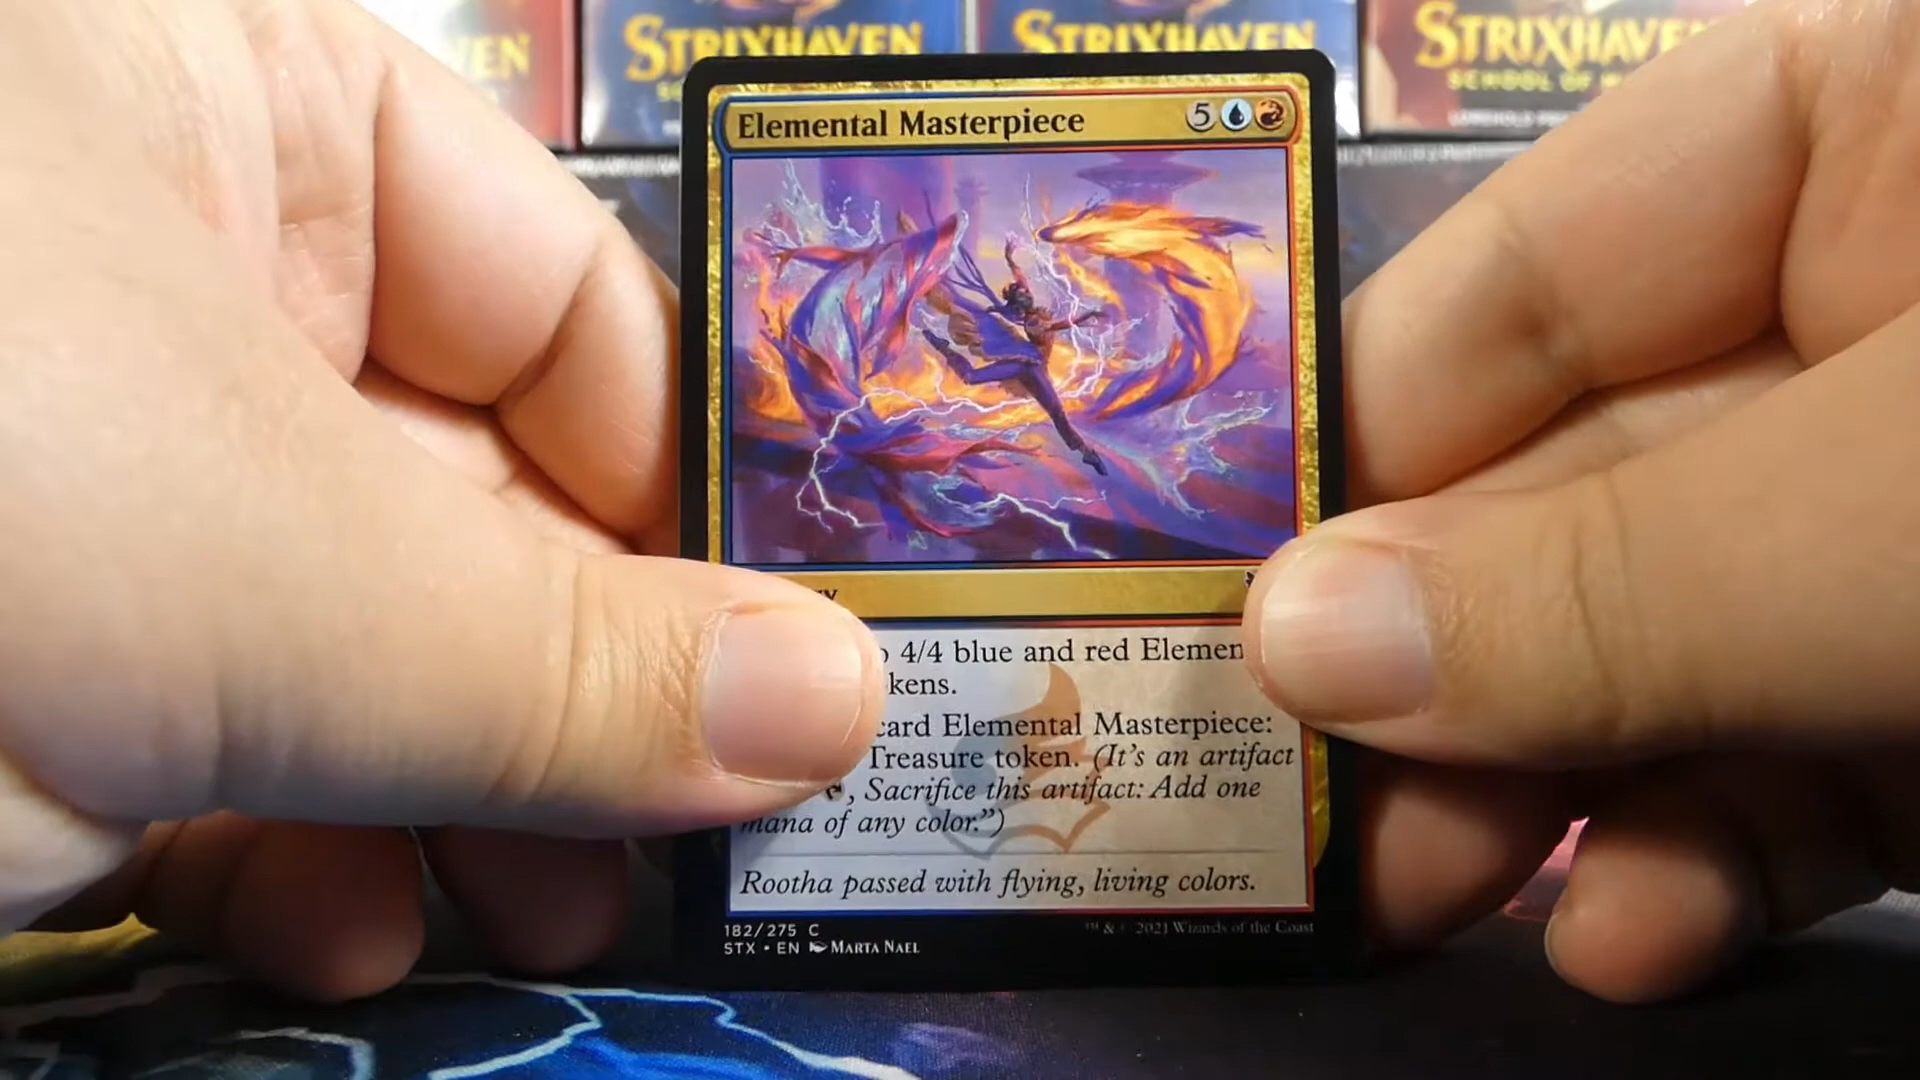 VEN
STRIXHAVEN
STRIXHAVEN
STRIXHAVEN
SCHOOL OF
Elemental Masterpiece 5
4/4 blue and red Elemen
kens.
card Elemental Masterpiece:
Treasure token. (It's an artifact
, Sacrifice this artifact: Add one
mana of any color.")
Rootha passed with flying, living colors.
182/275 C
™ & © 2021 Wizards of the Coast
STX • EN MARTA NAEL